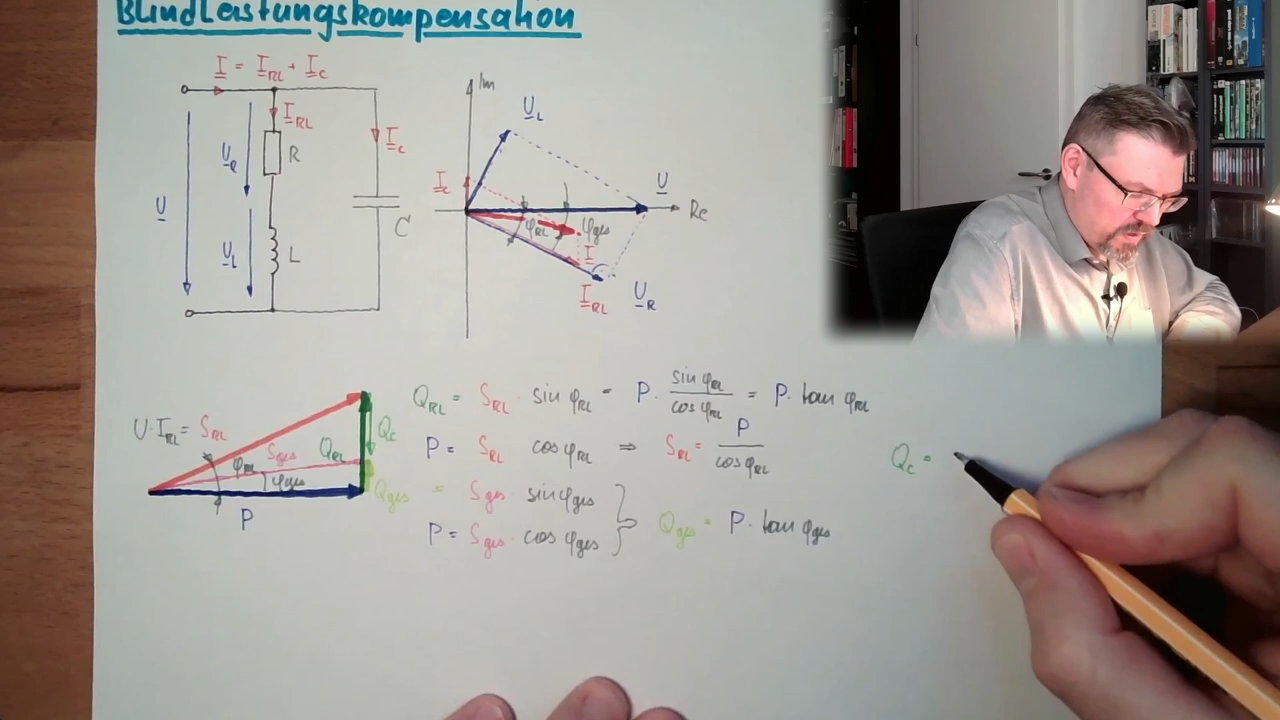 Blindleistungskompensation
I = I_RL + I_C
Im
U_L
I_RL
I_C
U_R
R
I_C
U
U
Re
C
φ_RL
φ_ges
U_L
L
I
I_RL
U_R
Q_RL = S_RL · sin φ_RL = P · sin φ_RL / cos φ_RL = P · tan φ_RL
U · I_RL = S_RL
Q_C
P = S_RL · cos φ_RL ⇒ S_RL = P / cos φ_RL
Q_C =
S_ges
Q_RL
φ_RL
φ_ges
Q_ges = S_ges · sin φ_ges
P
P = S_ges · cos φ_ges
Q_ges = P · tan φ_ges